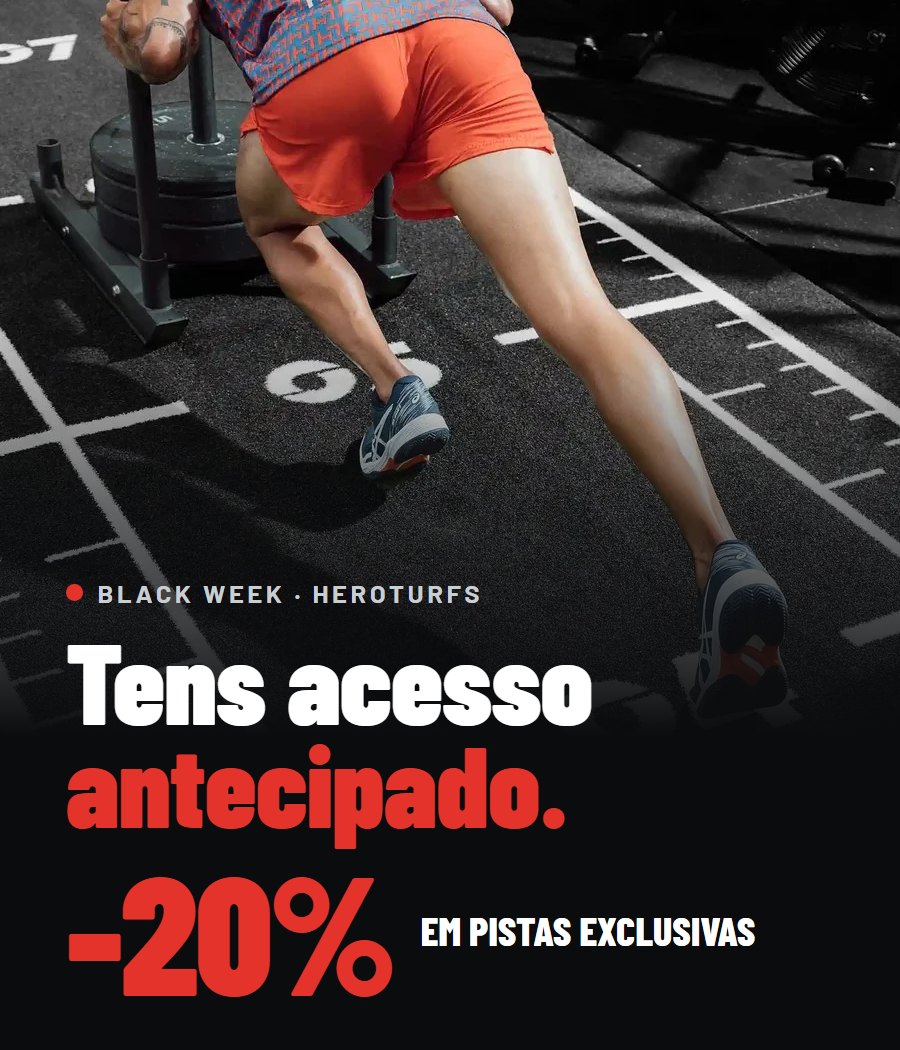 BLACK WEEK · HEROTURFS
Tens acesso
antecipado.
-20%
EM PISTAS EXCLUSIVAS